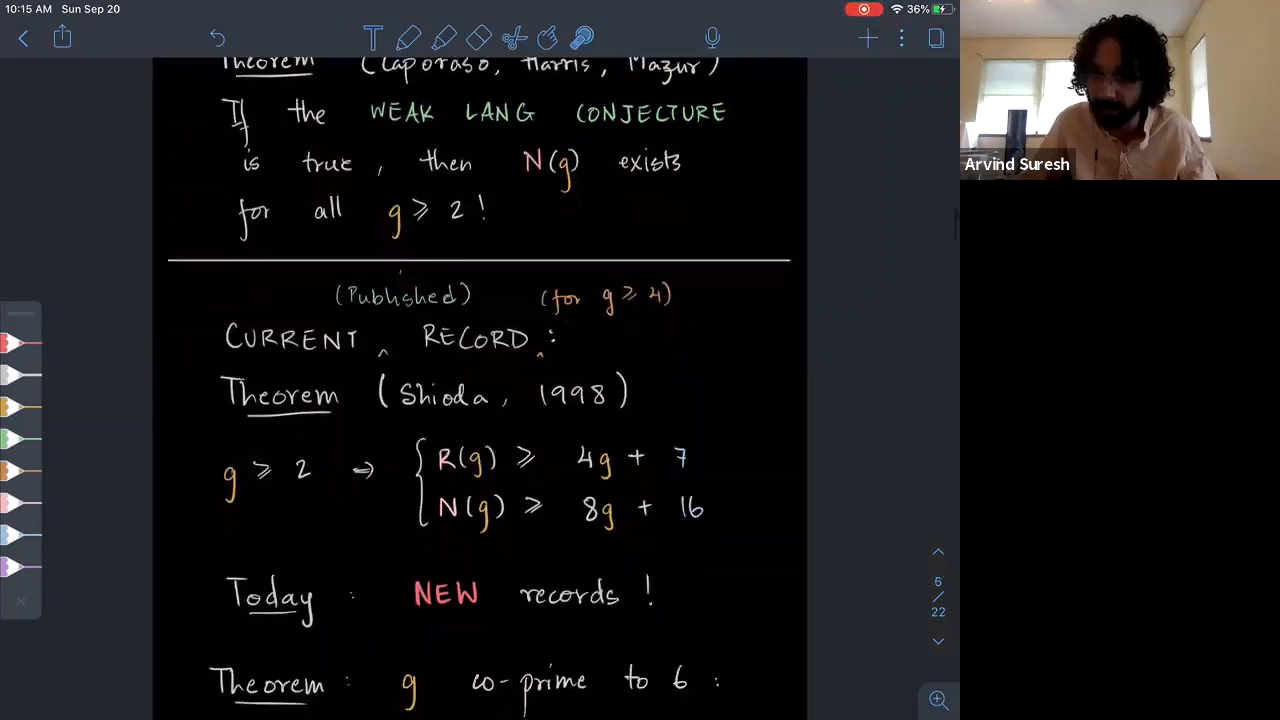 10:15 AM Sun Sep 20
36%
Theorem (Caporaso, Harris, Mazur)
If the WEAK LANG CONJECTURE
is true, then N(g) exists
for all g ≥ 2!
(Published) (for g ≥ 4)
CURRENT ^ RECORD ^ :
Theorem (Shioda, 1998)
g ≥ 2 ⇒ { R(g) ≥ 4g + 7
N(g) ≥ 8g + 16
Today : NEW records !
Theorem : g co-prime to 6 :
6
/
22
Arvind Suresh